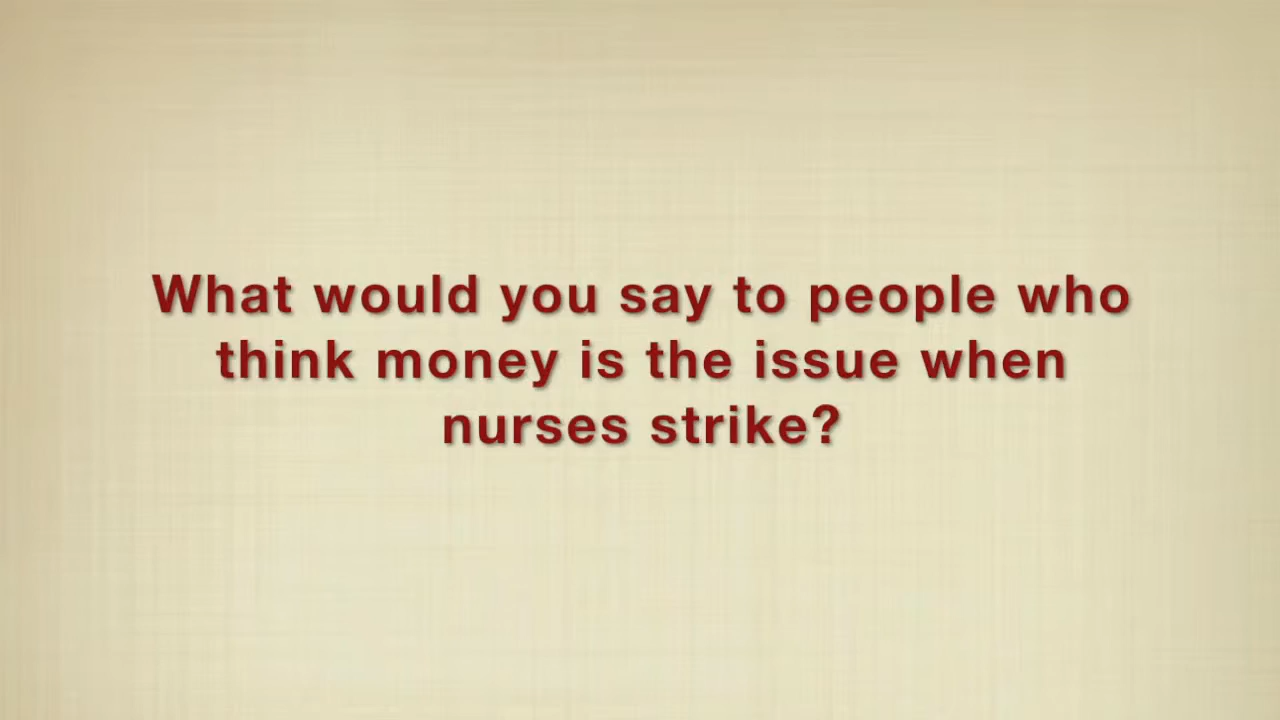 What would you say to people who
think money is the issue when
nurses strike?